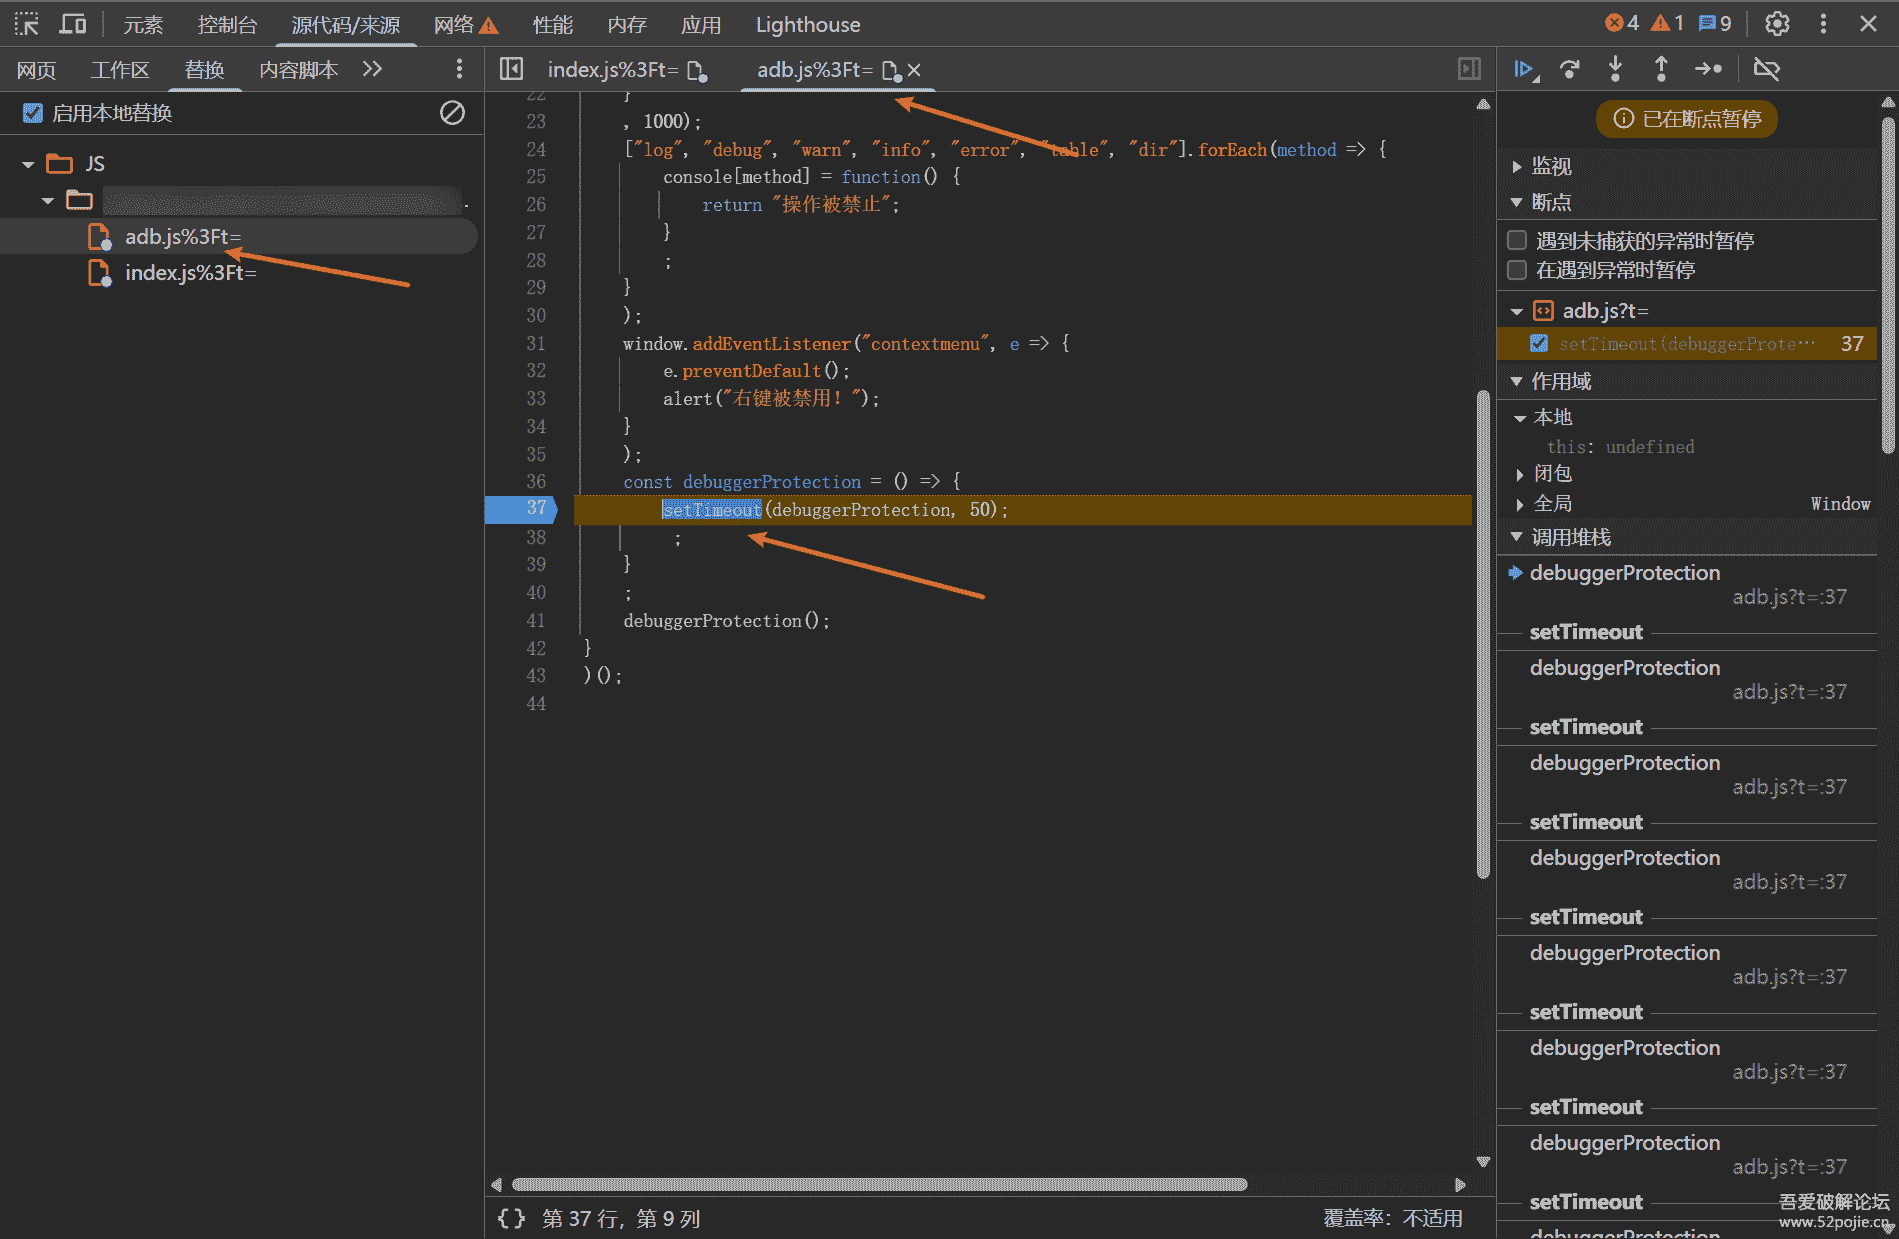 元素 控制台 源代码/来源 网络 性能 内存 应用 Lighthouse 4 1 9
网页 工作区 替换 内容脚本 index.js%3Ft= adb.js%3Ft=
启用本地替换
JS
adb.js%3Ft=
index.js%3Ft=
22 }
23 , 1000);
24 ["log", "debug", "warn", "info", "error", "table", "dir"].forEach(method => {
25 console[method] = function() {
26 return "操作被禁止";
27 }
28 ;
29 }
30 );
31 window.addEventListener("contextmenu", e => {
32 e.preventDefault();
33 alert("右键被禁用！");
34 }
35 );
36 const debuggerProtection = () => {
37 setTimeout(debuggerProtection, 50);
38 ;
39 }
40 ;
41 debuggerProtection();
42 }
43 )();
44
{} 第 37 行，第 9 列
覆盖率：不适用
已在断点暂停
监视
断点
遇到未捕获的异常时暂停
在遇到异常时暂停
adb.js?t=
setTimeout(debuggerProte… 37
作用域
本地
this: undefined
闭包
全局 Window
调用堆栈
debuggerProtection
adb.js?t=:37
setTimeout
debuggerProtection
adb.js?t=:37
setTimeout
debuggerProtection
adb.js?t=:37
setTimeout
debuggerProtection
adb.js?t=:37
setTimeout
debuggerProtection
adb.js?t=:37
setTimeout
debuggerProtection
adb.js?t=:37
setTimeout
debuggerProtection
adb.js?t=:37
setTimeout
debuggerProtection
吾爱破解论坛
www.52pojie.cn